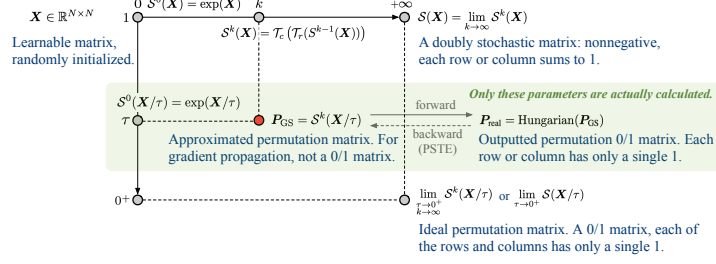 0 S⁰(X) = exp(X) k +∞
X ∈ ℝ^{N×N} 1 S(X) = lim_{k→∞} S^k(X)
Learnable matrix,
randomly initialized.
S^k(X) = T_c (T_r(S^{k−1}(X)))
A doubly stochastic matrix: nonnegative,
each row or column sums to 1.
Only these parameters are actually calculated.
S⁰(X/τ) = exp(X/τ)
τ P_GS = S^k(X/τ) forward P_real = Hungarian(P_GS)
backward
(PSTE)
Approximated permutation matrix. For
gradient propagation, not a 0/1 matrix.
Outputted permutation 0/1 matrix. Each
row or column has only a single 1.
0⁺ lim_{τ→0⁺ k→∞} S^k(X/τ) or lim_{τ→0⁺} S(X/τ)
Ideal permutation matrix. A 0/1 matrix, each of
the rows and columns has only a single 1.